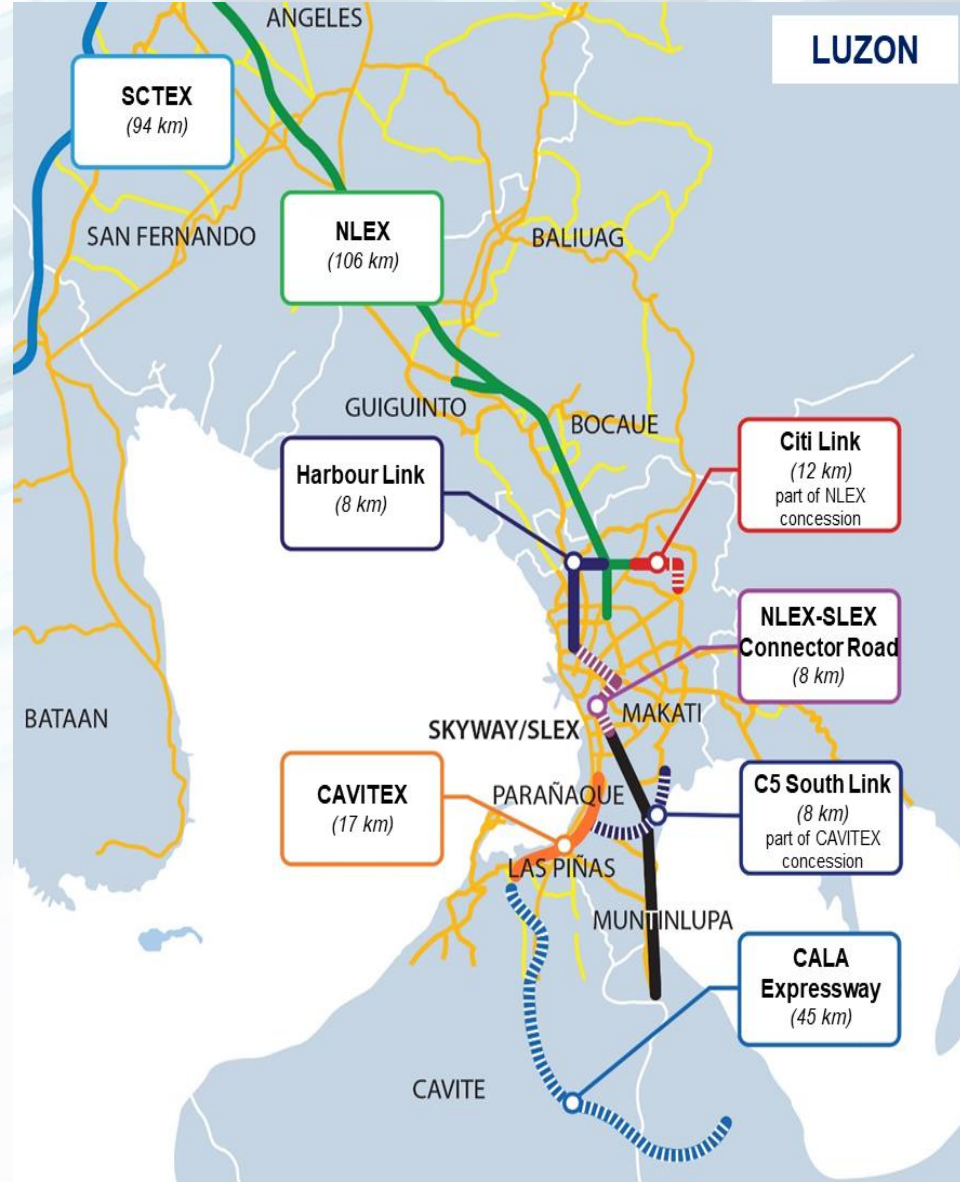 ANGELES
LUZON
SCTEX
(94 km)
SAN FERNANDO
NLEX
(106 km)
BALIUAG
GUIGUINTO
BOCAUE
Harbour Link
(8 km)
Citi Link
(12 km)
part of NLEX
concession
NLEX-SLEX
Connector Road
(8 km)
BATAAN
MAKATI
SKYWAY/SLEX
CAVITEX
(17 km)
PARAÑAQUE
C5 South Link
(8 km)
part of CAVITEX
concession
LAS PIÑAS
MUNTINLUPA
CALA
Expressway
(45 km)
CAVITE